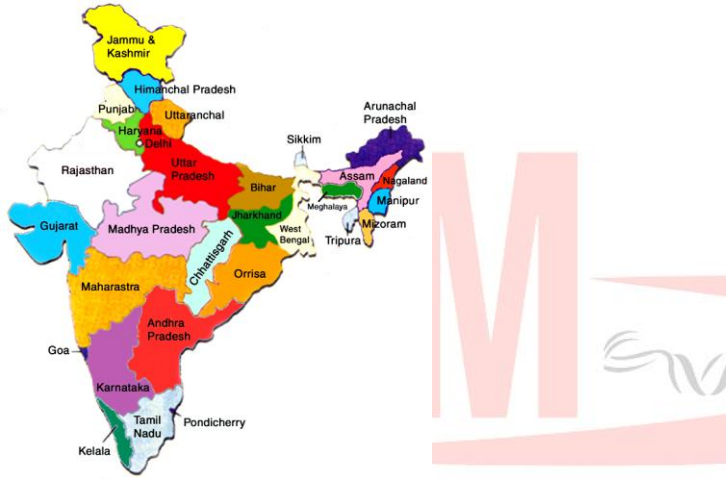 Jammu &
Kashmir
Himanchal Pradesh
Punjab
Uttaranchal
Arunachal
Pradesh
Haryana
Delhi
Sikkim
Rajasthan
Uttar
Pradesh
Assam
Nagaland
Bihar
Meghalaya
Manipur
Gujarat
Madhya Pradesh
Jharkhand
West
Bengal
Tripura
Mizoram
Chhattisgarh
Orrisa
Maharastra
Andhra
Pradesh
Goa
Karnataka
Tamil
Nadu
Pondicherry
Kelala
M